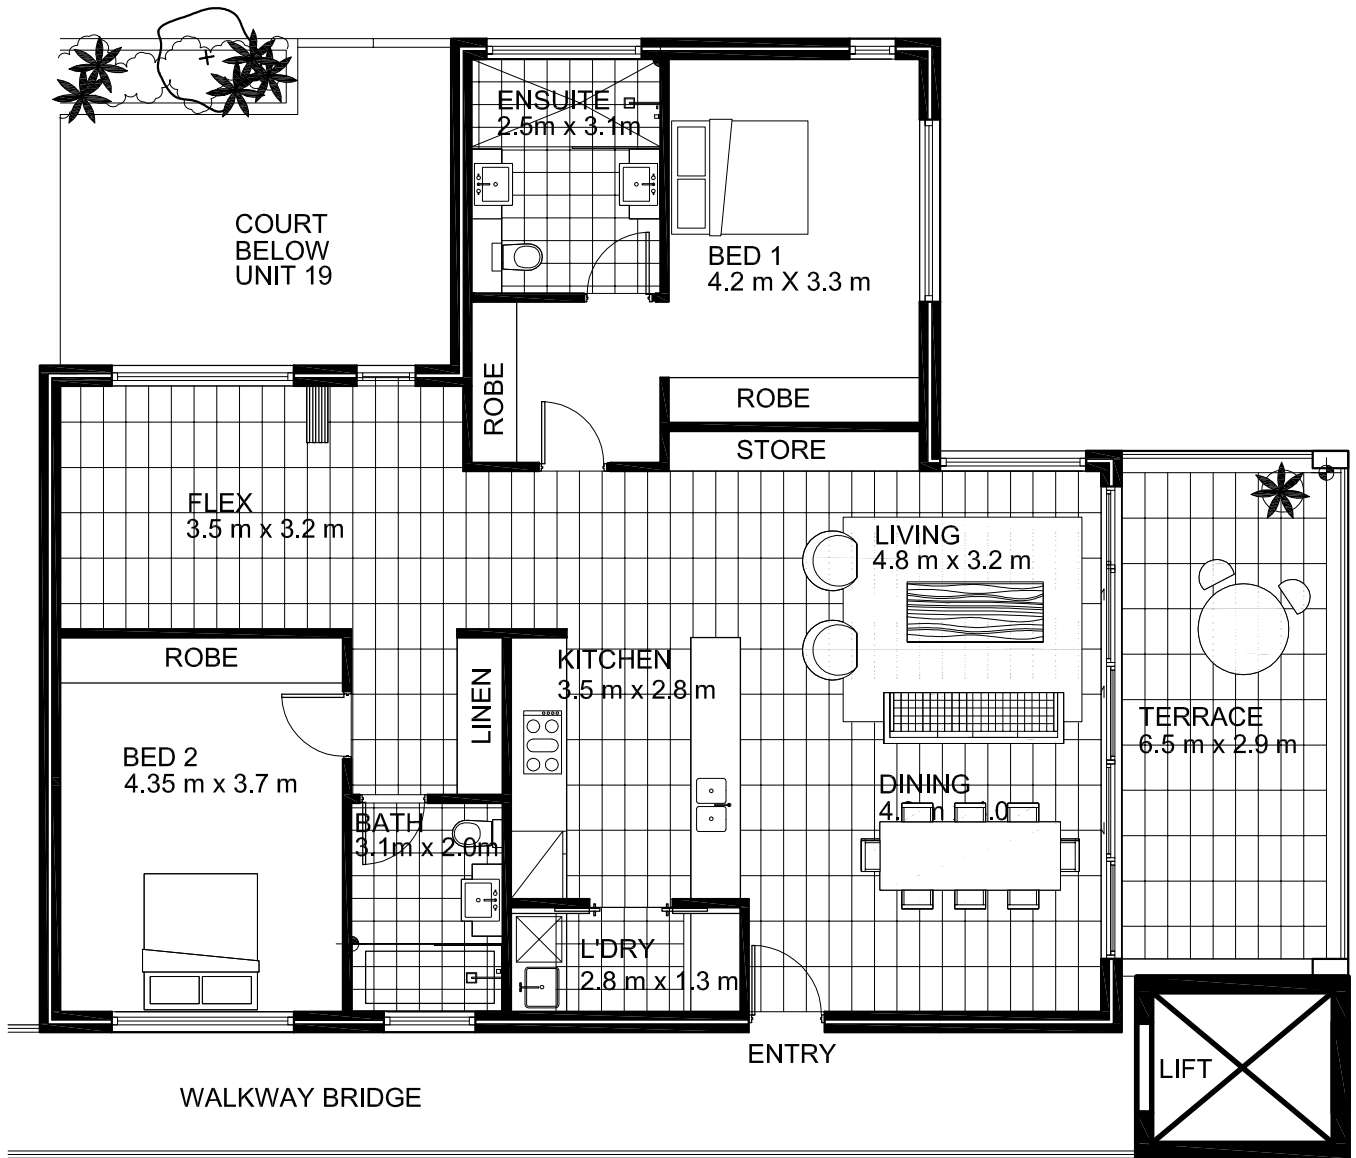 ENSUITE
2.5m x 3.1m
COURT
BELOW
UNIT 19
BED 1
4.2 m X 3.3 m
ROBE
ROBE
STORE
FLEX
3.5 m x 3.2 m
LIVING
4.8 m x 3.2 m
ROBE
LINEN
KITCHEN
3.5 m x 2.8 m
TERRACE
6.5 m x 2.9 m
BED 2
4.35 m x 3.7 m
DINING
BATH
3.1m x 2.0m
L'DRY
2.8 m x 1.3 m
ENTRY
LIFT
WALKWAY BRIDGE